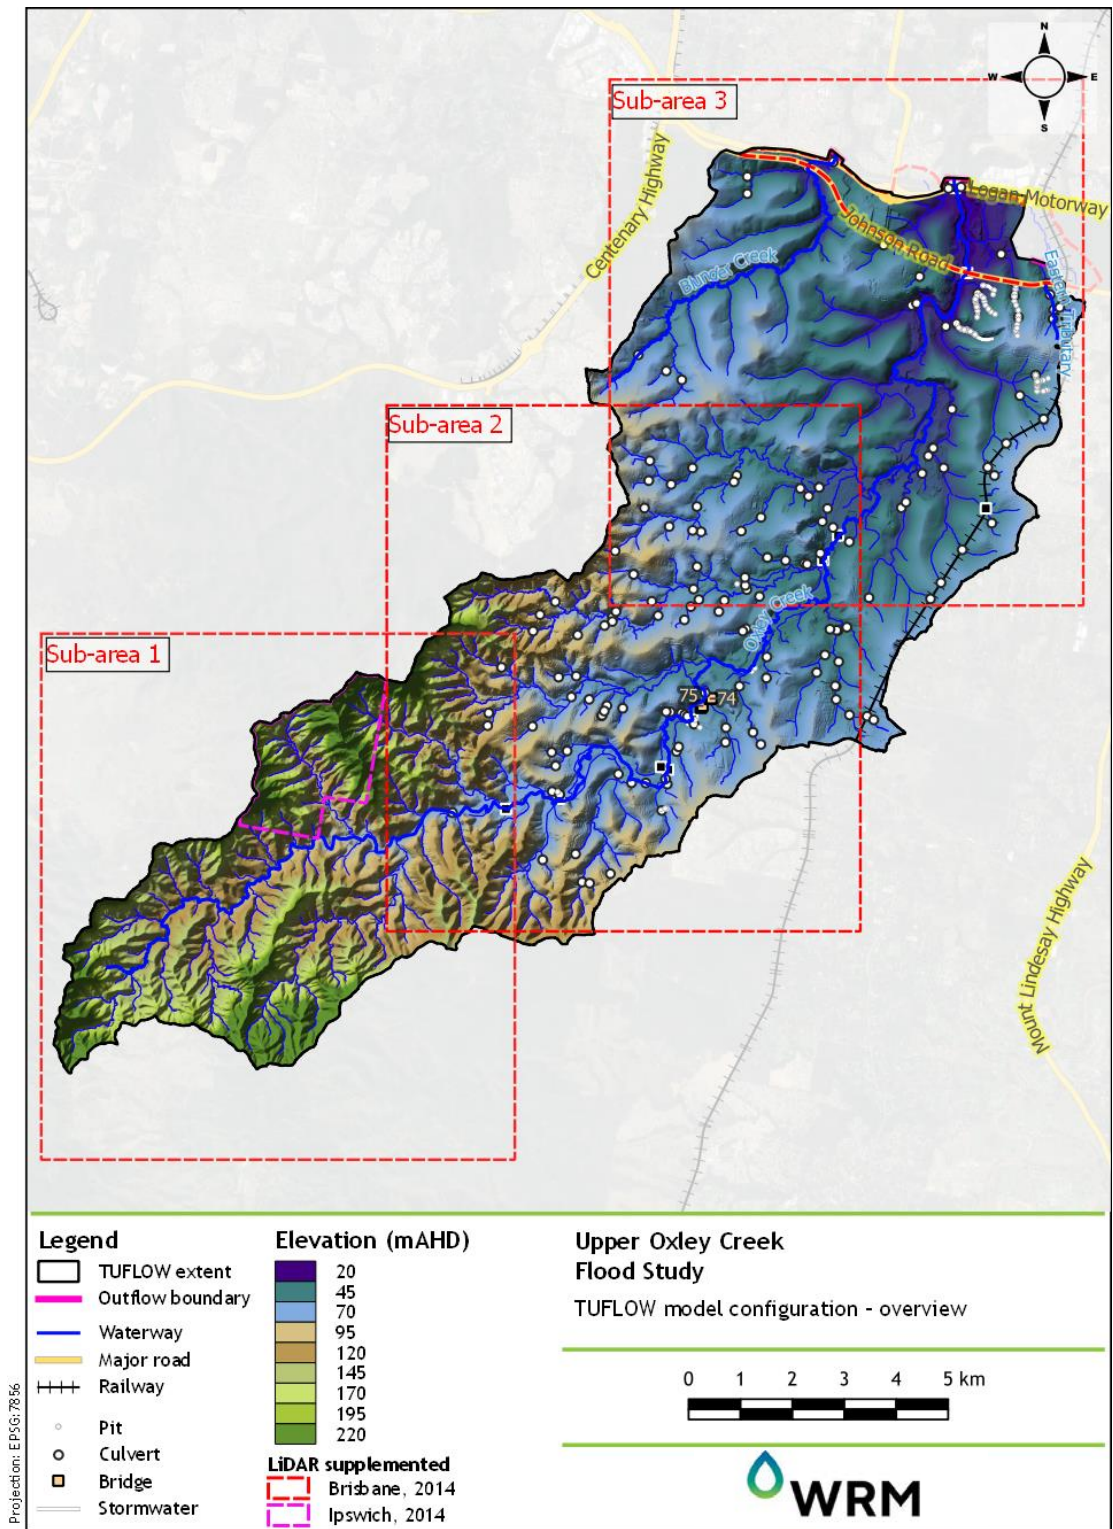 N
W
E
S
Sub-area 3
Logan Motorway
Centenary Highway
Johnson Road
Blunder Creek
Eastern Tributary
Sub-area 2
Oxley Creek
Sub-area 1
75
74
Mount Lindesay Highway
Projection: EPSG:7856
Legend
TUFLOW extent
Outflow boundary
Waterway
Major road
Railway
Pit
Culvert
Bridge
Stormwater
Elevation (mAHD)
20
45
70
95
120
145
170
195
220
LiDAR supplemented
Brisbane, 2014
Ipswich, 2014
Upper Oxley Creek
Flood Study
TUFLOW model configuration - overview
0 1 2 3 4 5 km
WRM